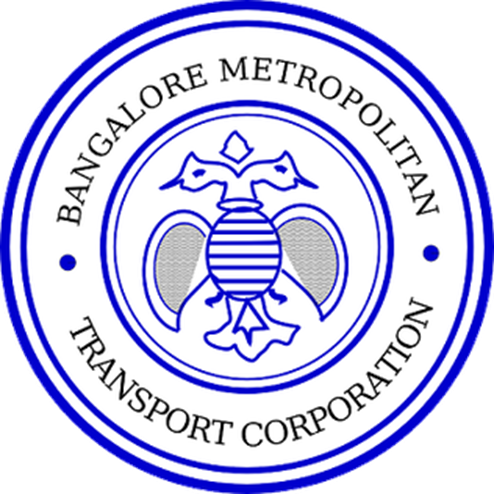 BANGALORE METROPOLITAN
TRANSPORT CORPORATION